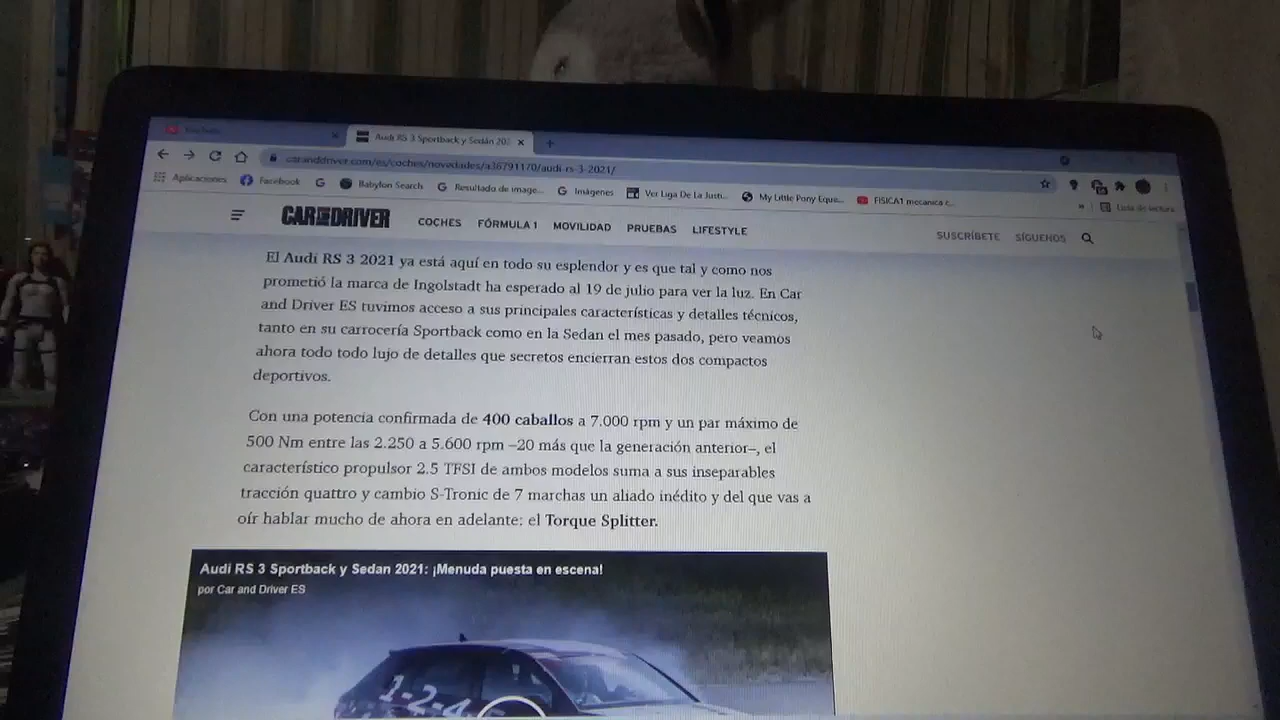 YouTube
Audi RS 3 Sportback y Sedán 202
caranddriver.com/es/coches/novedades/a36791170/audi-rs-3-2021/
Aplicaciones Facebook Babylon Search Resultado de image... Imágenes Ver Liga De La Justi... My Little Pony Eque... FISICA1 mecanica c... » Lista de lectura
CAR AND DRIVER COCHES FÓRMULA 1 MOVILIDAD PRUEBAS LIFESTYLE SUSCRÍBETE SÍGUENOS
El Audi RS 3 2021 ya está aquí en todo su esplendor y es que tal y como nos
prometió la marca de Ingolstadt ha esperado al 19 de julio para ver la luz. En Car
and Driver ES tuvimos acceso a sus principales características y detalles técnicos,
tanto en su carrocería Sportback como en la Sedan el mes pasado, pero veamos
ahora todo todo lujo de detalles que secretos encierran estos dos compactos
deportivos.
Con una potencia confirmada de 400 caballos a 7.000 rpm y un par máximo de
500 Nm entre las 2.250 a 5.600 rpm –20 más que la generación anterior–, el
característico propulsor 2.5 TFSI de ambos modelos suma a sus inseparables
tracción quattro y cambio S-Tronic de 7 marchas un aliado inédito y del que vas a
oír hablar mucho de ahora en adelante: el Torque Splitter.
Audi RS 3 Sportback y Sedan 2021: ¡Menuda puesta en escena!
por Car and Driver ES
1-2-4-5